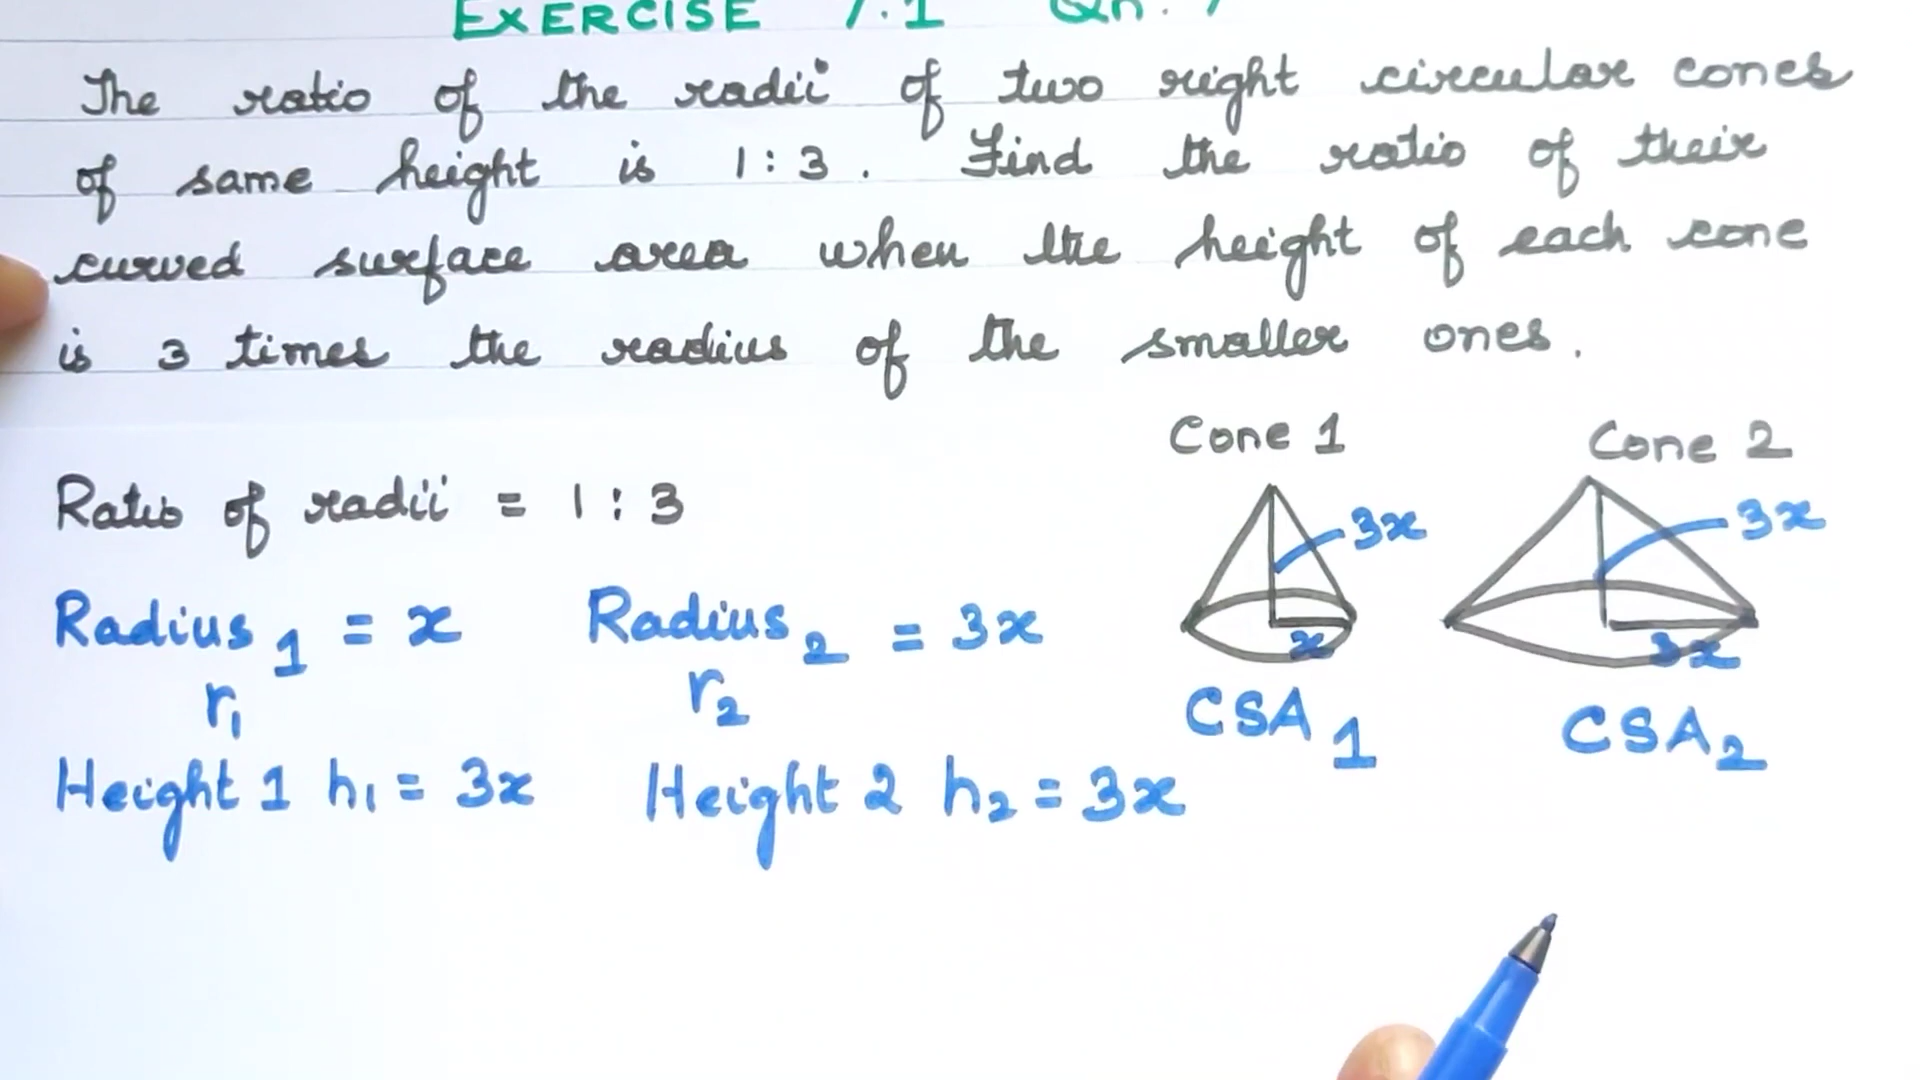 EXERCISE 7.1 Qn.
The ratio of the radii of two right circular cones
of same height is 1 : 3 . Find the ratio of their
curved surface area when the height of each cone
is 3 times the radius of the smaller ones .
Cone 1 Cone 2
Ratio of radii = 1 : 3
3x 3x
Radius 1 = x Radius 2 = 3x
x 3x
r1 r2
CSA 1 CSA 2
Height 1 h1 = 3x Height 2 h2 = 3x